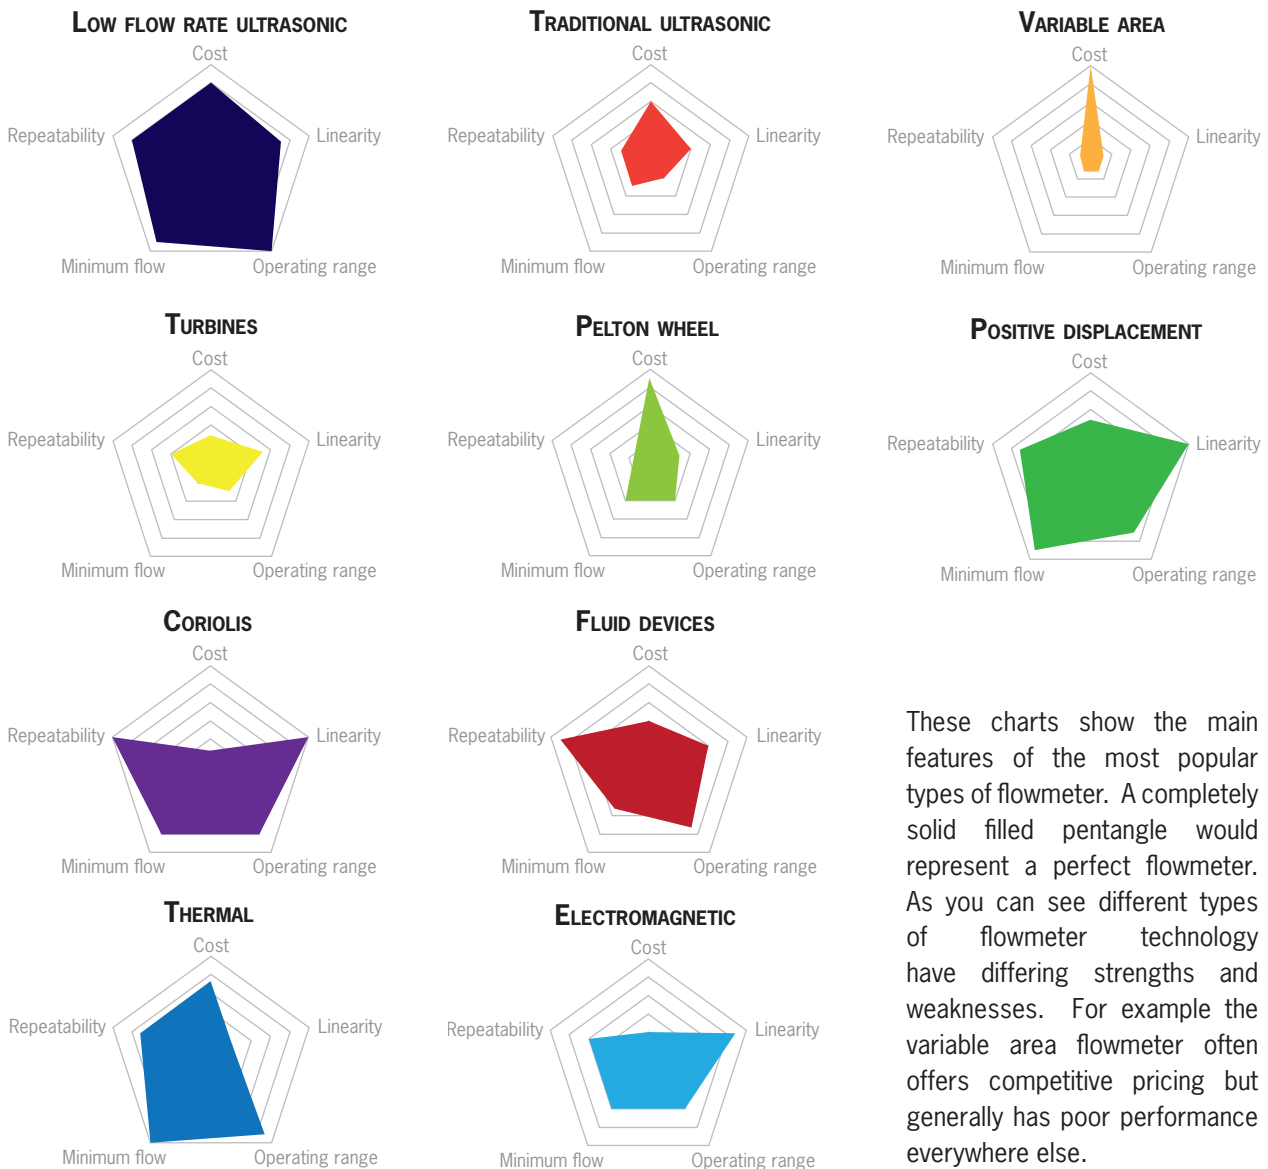 LOW FLOW RATE ULTRASONIC
Cost
Repeatability
Linearity
Minimum flow
Operating range
TRADITIONAL ULTRASONIC
Cost
Repeatability
Linearity
Minimum flow
Operating range
VARIABLE AREA
Cost
Repeatability
Linearity
Minimum flow
Operating range
TURBINES
Cost
Repeatability
Linearity
Minimum flow
Operating range
PELTON WHEEL
Cost
Repeatability
Linearity
Minimum flow
Operating range
POSITIVE DISPLACEMENT
Cost
Repeatability
Linearity
Minimum flow
Operating range
CORIOLIS
Cost
Repeatability
Linearity
Minimum flow
Operating range
FLUID DEVICES
Cost
Repeatability
Linearity
Minimum flow
Operating range
THERMAL
Cost
Repeatability
Linearity
Minimum flow
Operating range
ELECTROMAGNETIC
Cost
Repeatability
Linearity
Minimum flow
Operating range
These charts show the main
features of the most popular
types of flowmeter. A completely
solid filled pentangle would
represent a perfect flowmeter.
As you can see different types
of flowmeter technology
have differing strengths and
weaknesses. For example the
variable area flowmeter often
offers competitive pricing but
generally has poor performance
everywhere else.